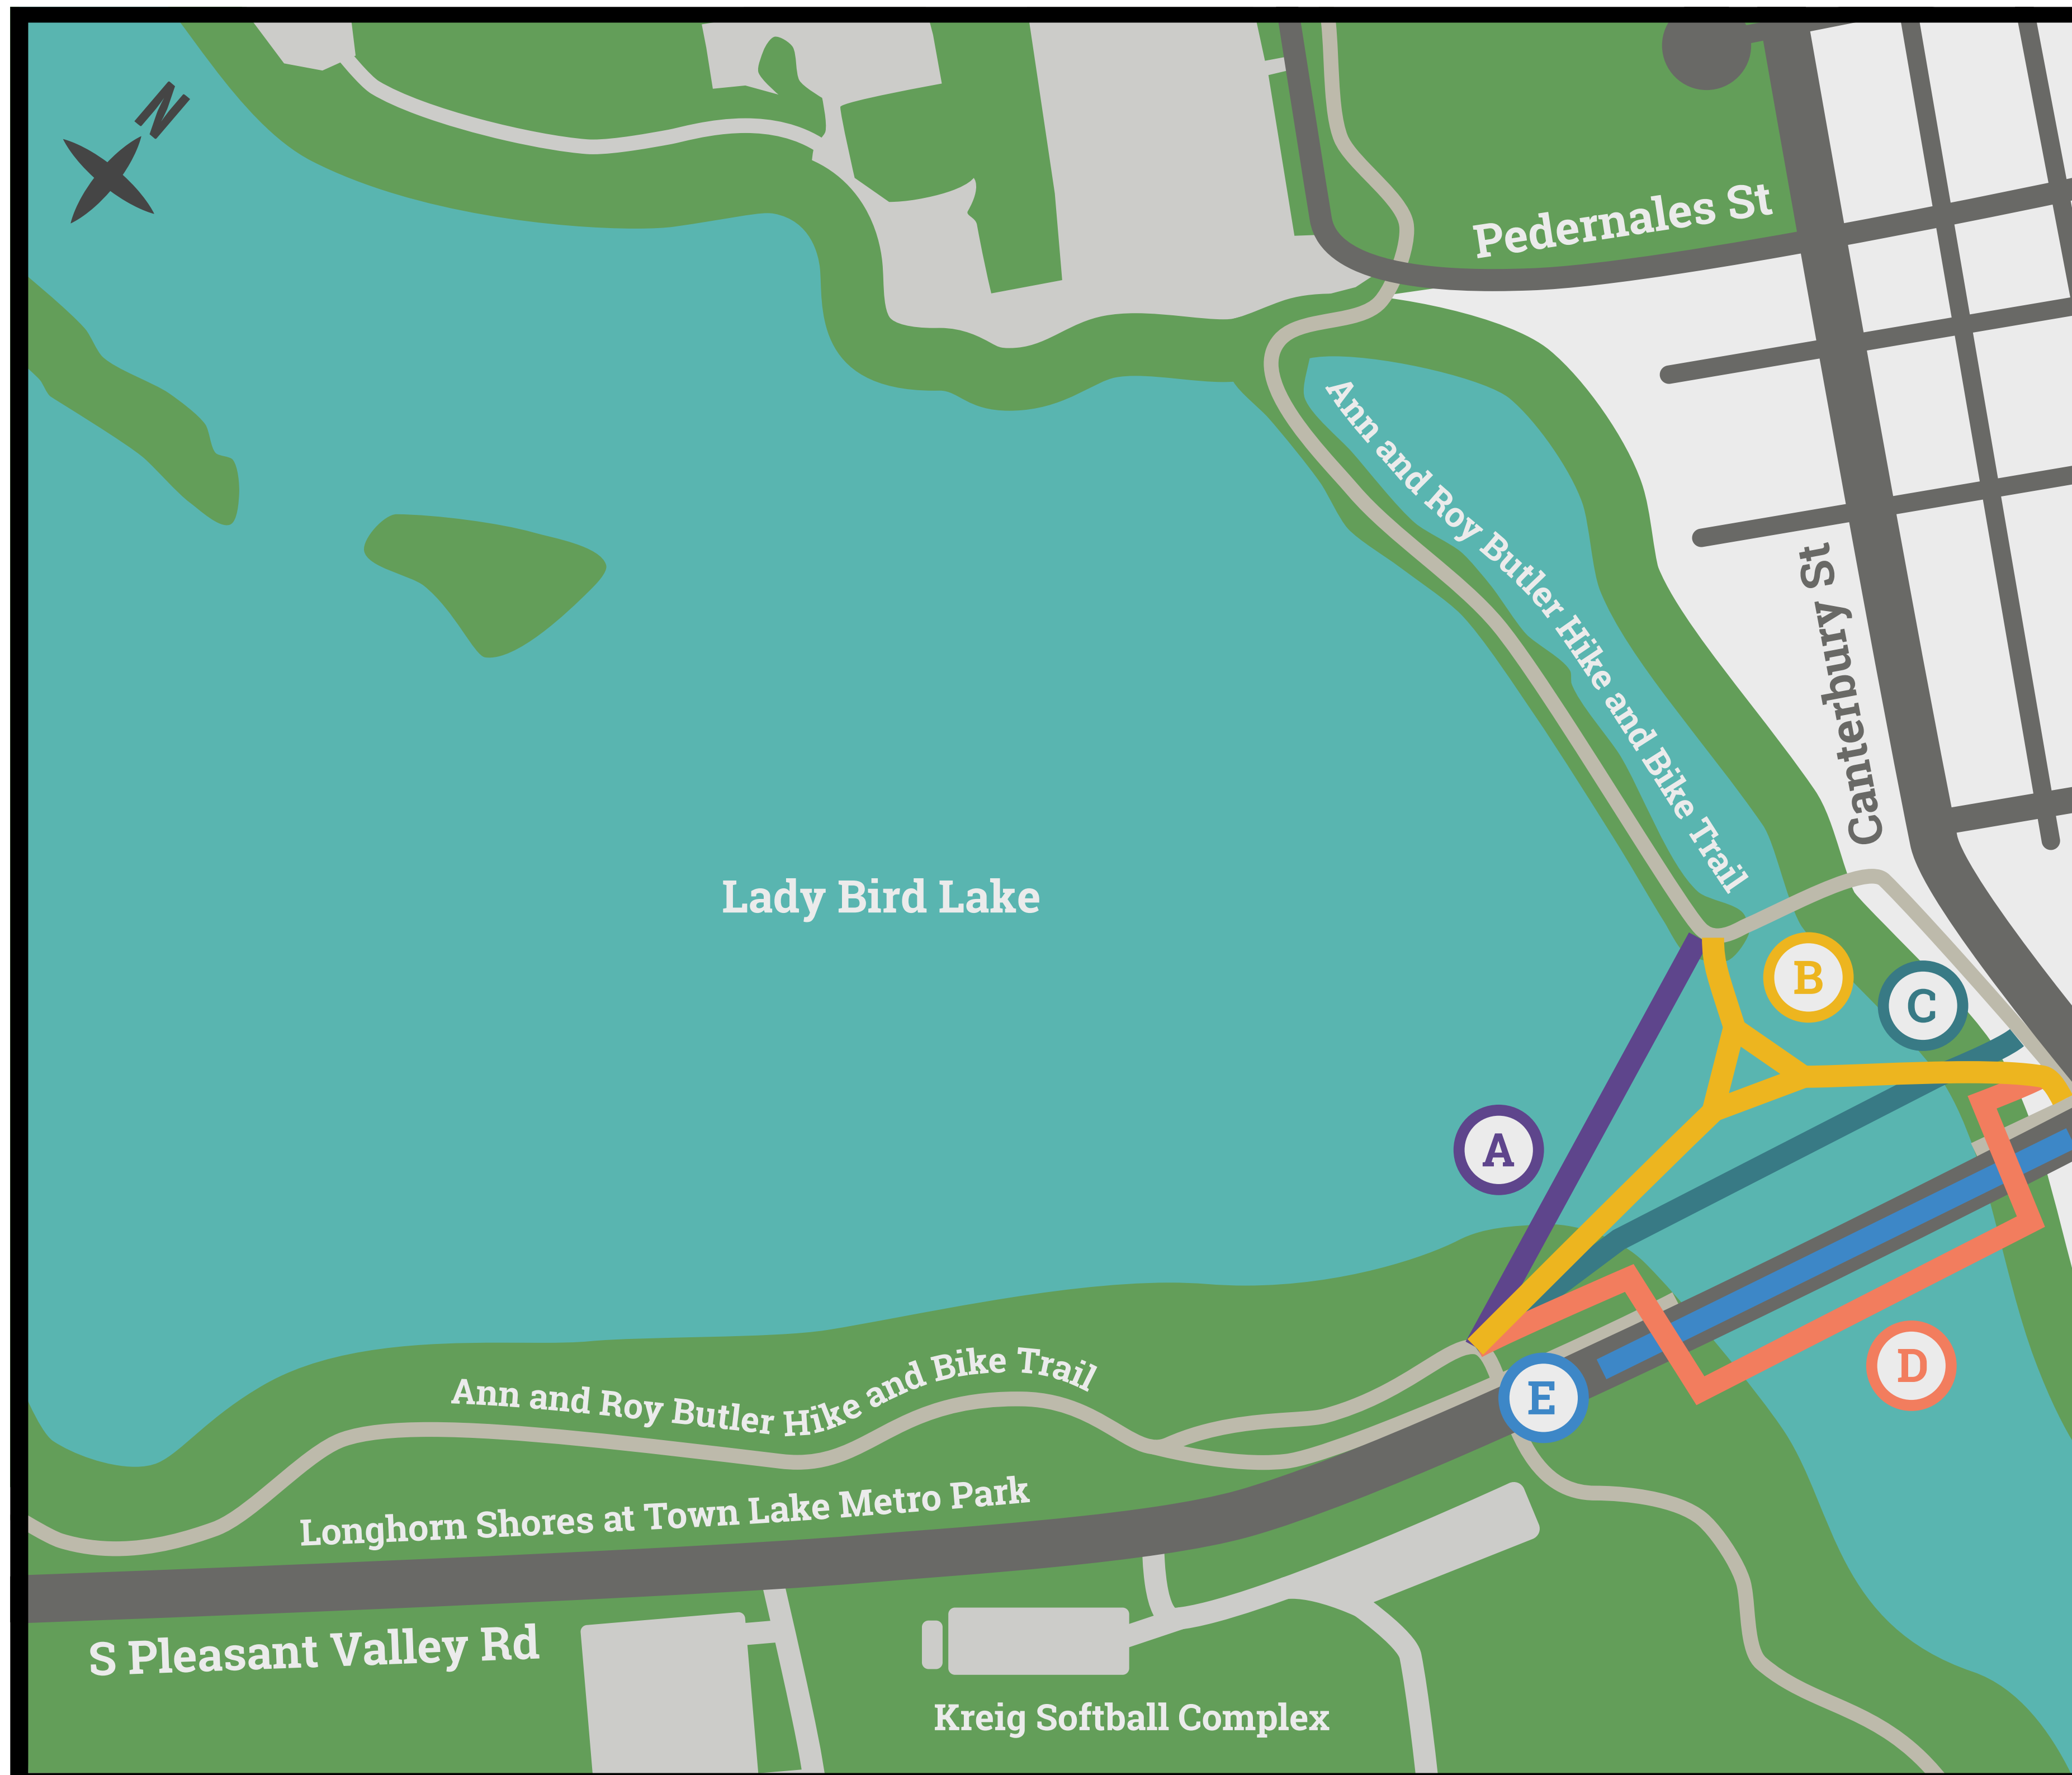 N
Pedernales St
Ann and Roy Butler Hike and Bike Trail
Canterbury St
Lady Bird Lake
B
C
A
D
E
Ann and Roy Butler Hike and Bike Trail
Longhorn Shores at Town Lake Metro Park
S Pleasant Valley Rd
Kreig Softball Complex